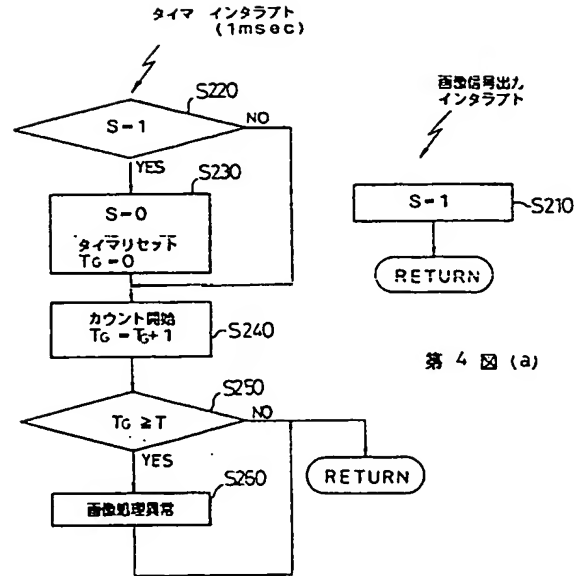 タイマ インタラプト
(1msec)
S220
S=1
NO
YES
S230
S=0
タイマリセット
TG=0
カウント開始
TG=TG+1
S240
S250
TG≧T
NO
YES
S260
画像処理異常
RETURN
画像信号出力
インタラプト
S=1
S210
RETURN
第4図(a)